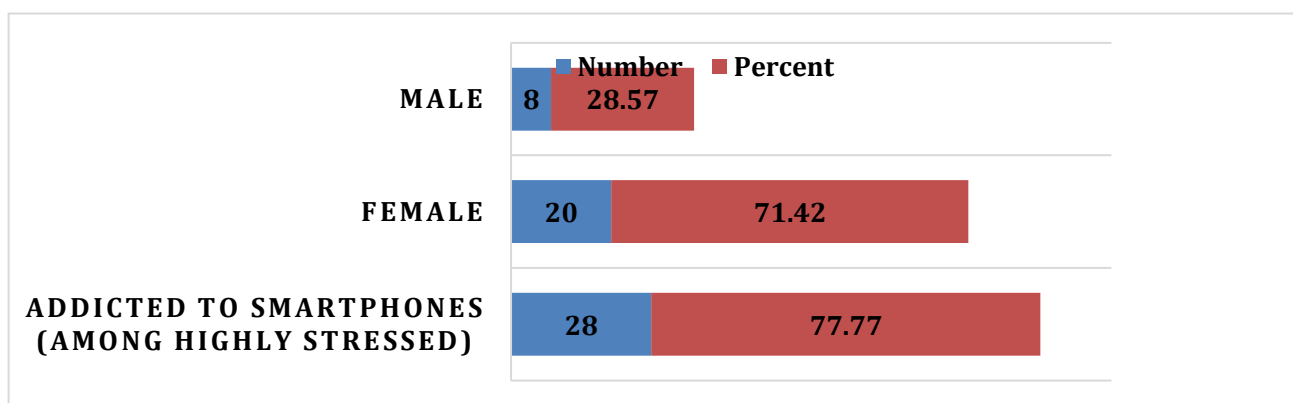 Number Percent
MALE 8 28.57
FEMALE 20 71.42
ADDICTED TO SMARTPHONES
(AMONG HIGHLY STRESSED) 28 77.77